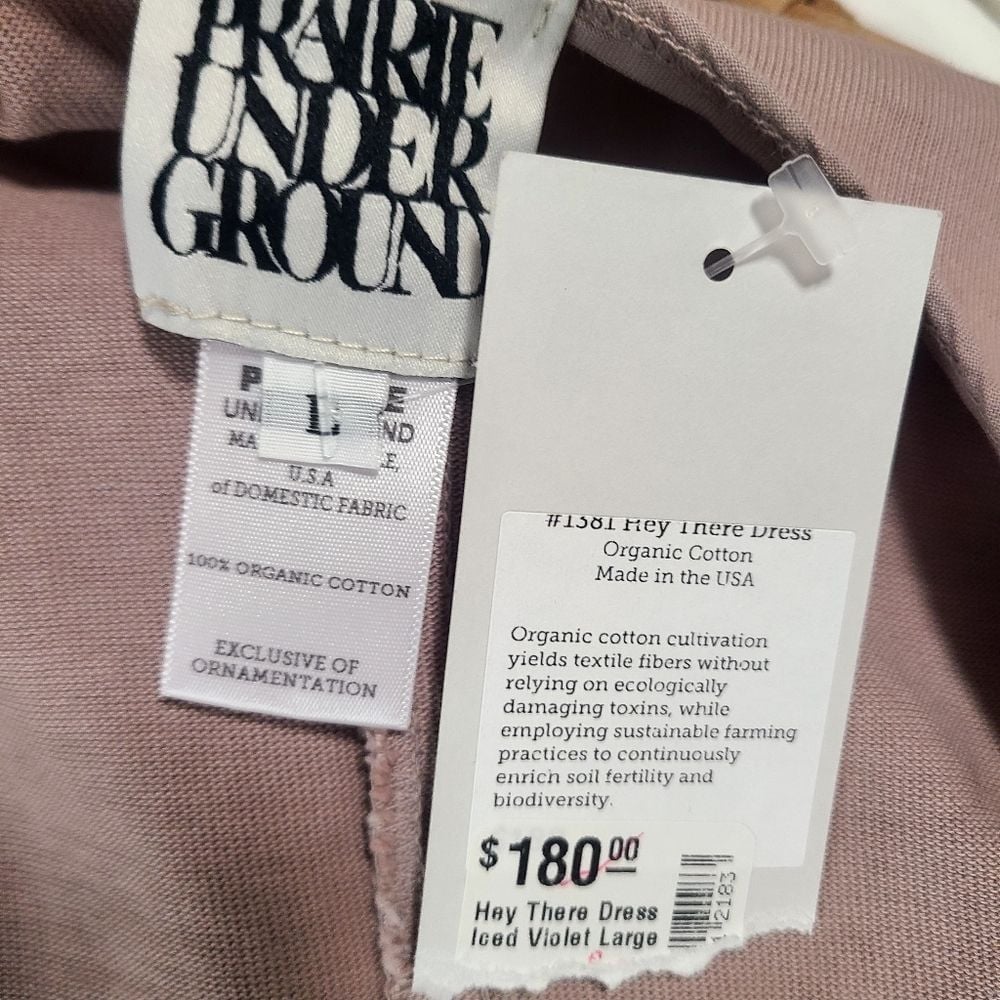 PRAIRIE
UNDER
GROUND
L
U.S.A
of DOMESTIC FABRIC
100% ORGANIC COTTON
EXCLUSIVE OF
ORNAMENTATION
#1381 Hey There Dress
Organic Cotton
Made in the USA
Organic cotton cultivation
yields textile fibers without
relying on ecologically
damaging toxins, while
employing sustainable farming
practices to continuously
enrich soil fertility and
biodiversity.
$180.00
Hey There Dress
Iced Violet Large
2183